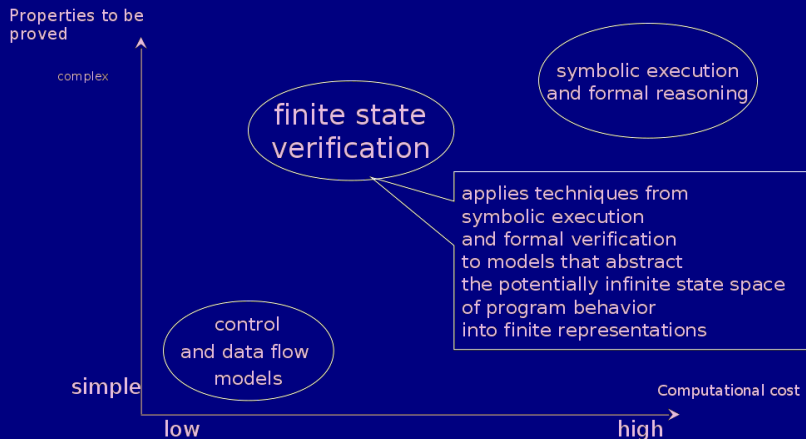 Properties to be
proved
complex
symbolic execution
and formal reasoning
finite state
verification
applies techniques from
symbolic execution
and formal verification
to models that abstract
the potentially infinite state space
of program behavior
into finite representations
control
and data flow
models
simple
Computational cost
low
high